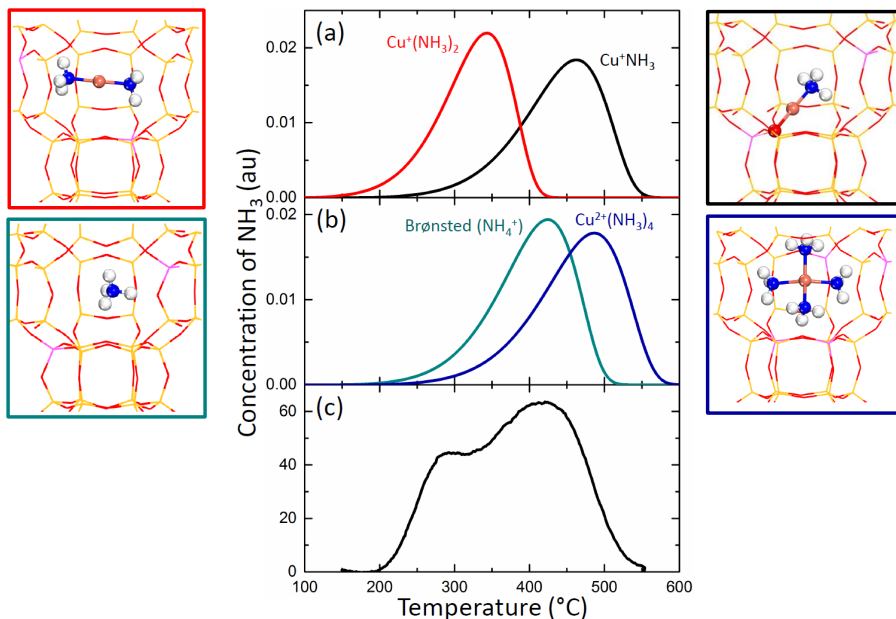 (a)
Cu⁺(NH₃)₂
Cu⁺NH₃
0.02
0.01
0.00
(b)
Brønsted (NH₄⁺)
Cu²⁺(NH₃)₄
0.02
0.01
0.00
(c)
60
40
20
0
Concentration of NH₃ (au)
100 200 300 400 500 600
Temperature (°C)